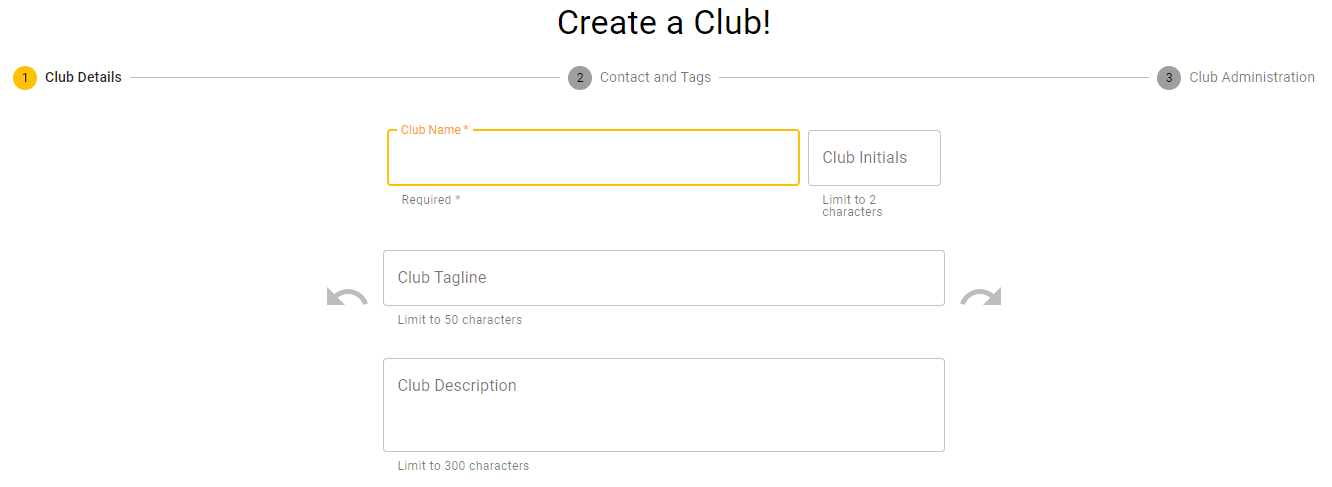 Create a Club!
1 Club Details 2 Contact and Tags 3 Club Administration
Club Name *
Club Initials
Required *
Limit to 2
characters
Club Tagline
Limit to 50 characters
Club Description
Limit to 300 characters